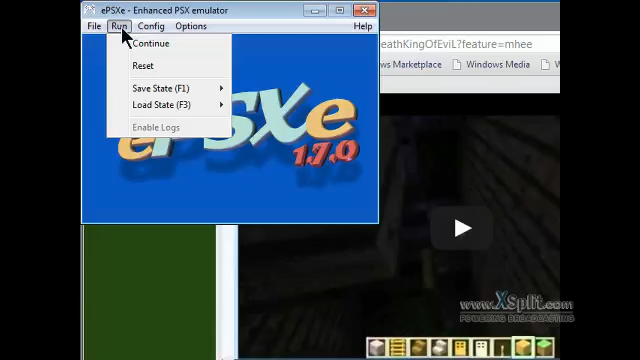 ePSXe - Enhanced PSX emulator
File Run Config Options Help
Continue
Reset
Save State (F1)
Load State (F3)
Enable Logs
ePSXe
1.7.0
eathKingOfEviL?feature=mhee
Marketplace Windows Media Windows
www.XSplit.com
POWERING BROADCASTING